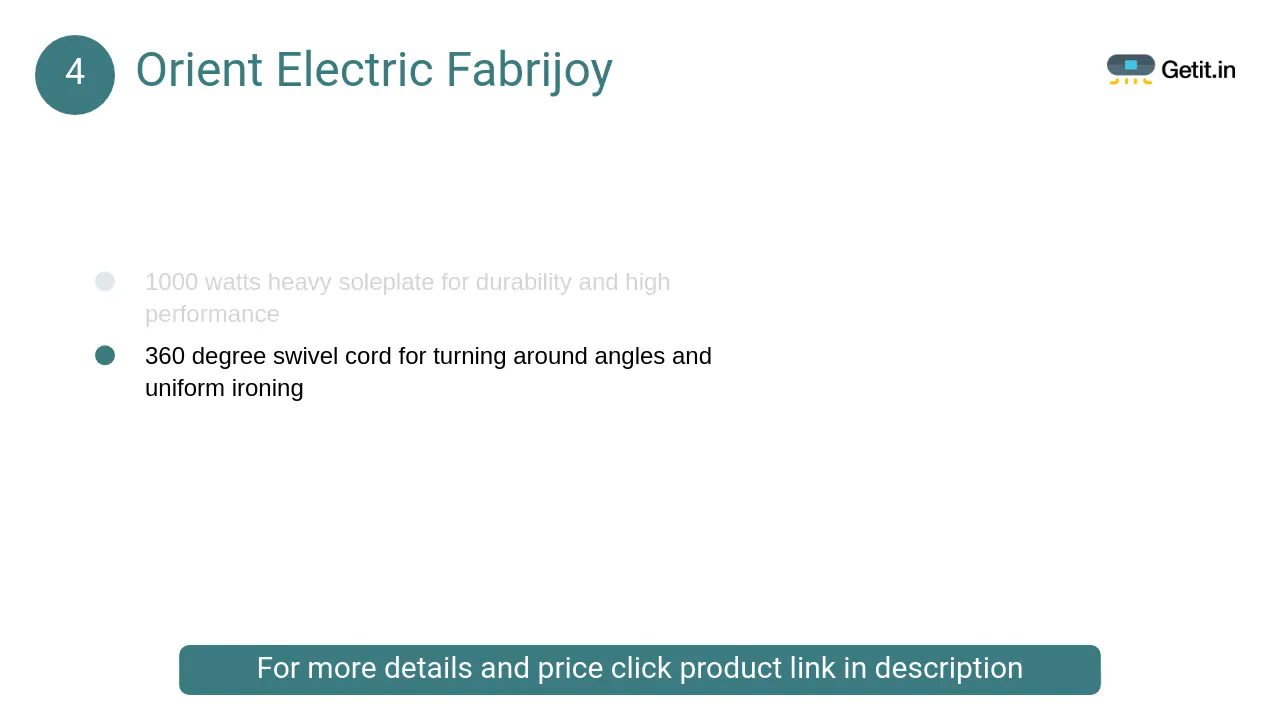 4
Orient Electric Fabrijoy
Getit.in
1000 watts heavy soleplate for durability and high
performance
360 degree swivel cord for turning around angles and
uniform ironing
For more details and price click product link in description